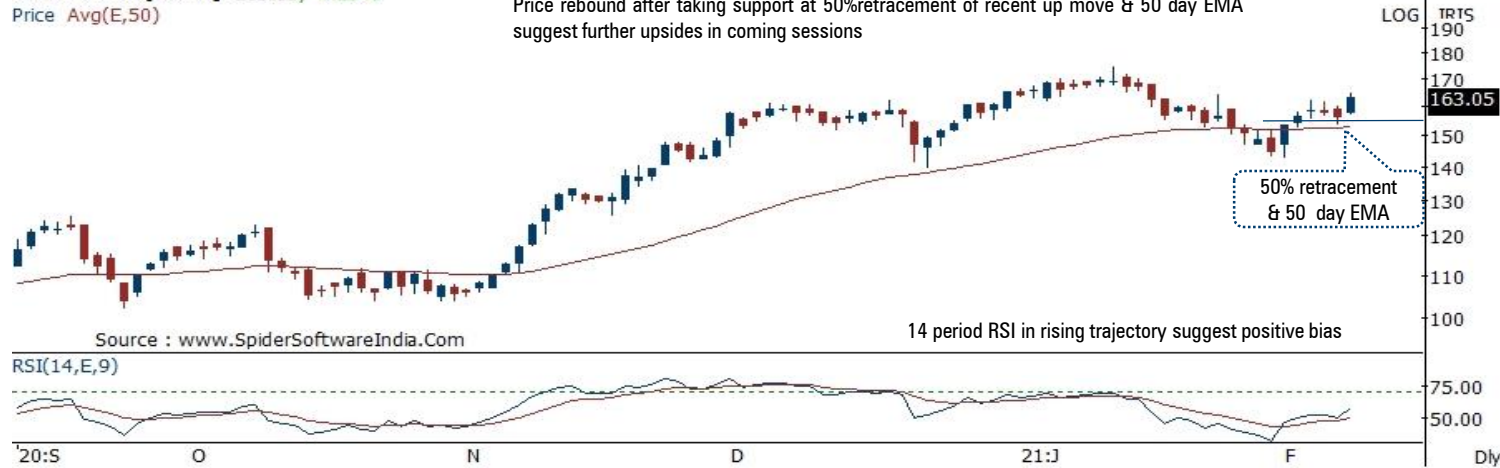 Price Avg(E,50)
Price rebound after taking support at 50%retracement of recent up move & 50 day EMA
suggest further upsides in coming sessions
LOG
190
180
170
163.05
150
140
130
120
110
100
50% retracement
& 50 day EMA
Source : www.SpiderSoftwareIndia.Com
14 period RSI in rising trajectory suggest positive bias
RSI(14,E,9)
75.00
50.00
'20:S O N D 21:J F Dly